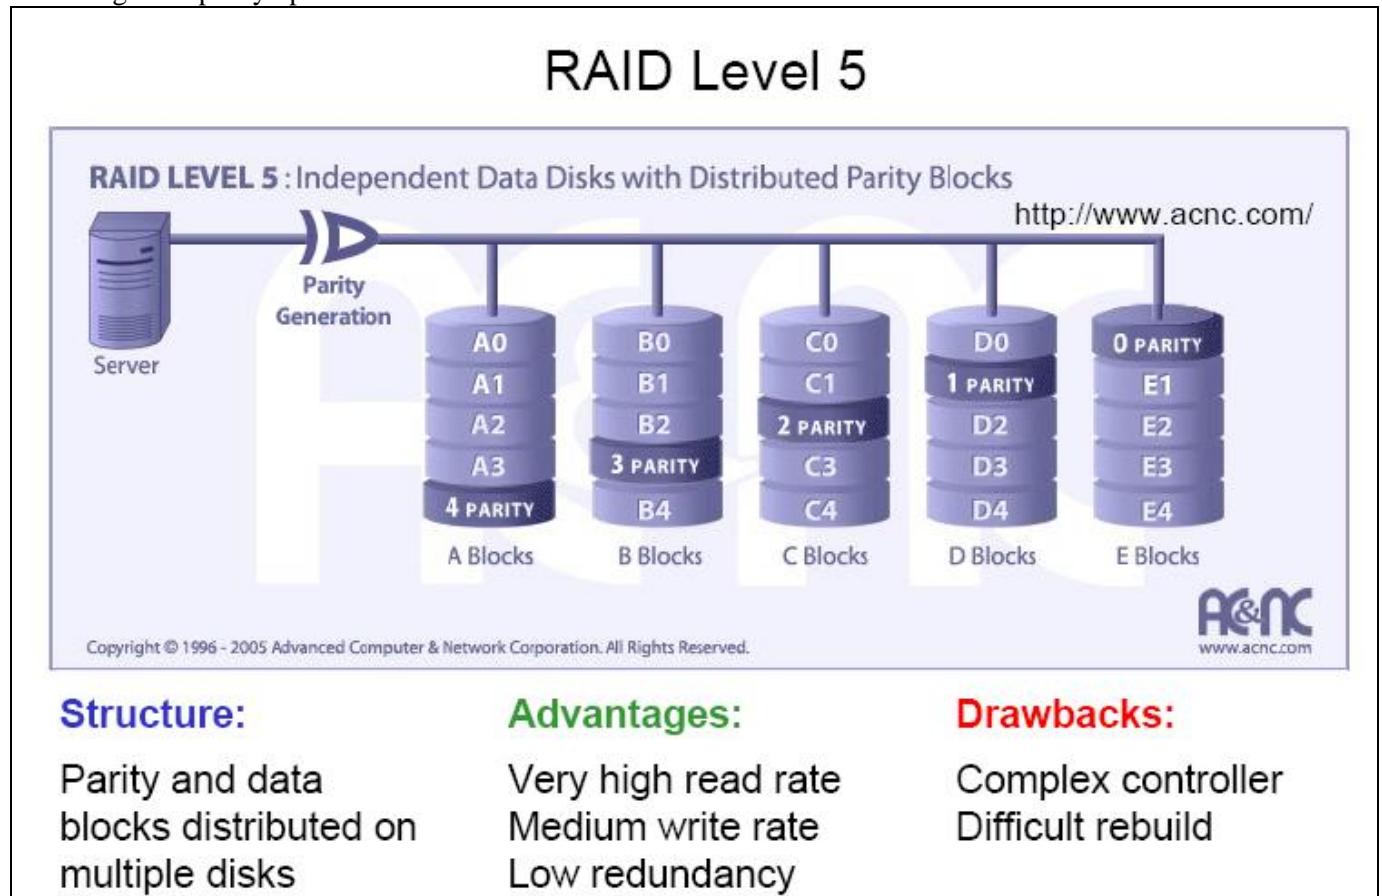 RAID Level 5
RAID LEVEL 5 : Independent Data Disks with Distributed Parity Blocks
http://www.acnc.com/
Parity
Generation
Server
A0 B0 C0 D0 0 PARITY
A1 B1 C1 1 PARITY E1
A2 B2 2 PARITY D2 E2
A3 3 PARITY C3 D3 E3
4 PARITY B4 C4 D4 E4
A Blocks B Blocks C Blocks D Blocks E Blocks
AC&NC
www.acnc.com
Copyright © 1996 - 2005 Advanced Computer & Network Corporation. All Rights Reserved.
Structure:
Parity and data
blocks distributed on
multiple disks
Advantages:
Very high read rate
Medium write rate
Low redundancy
Drawbacks:
Complex controller
Difficult rebuild